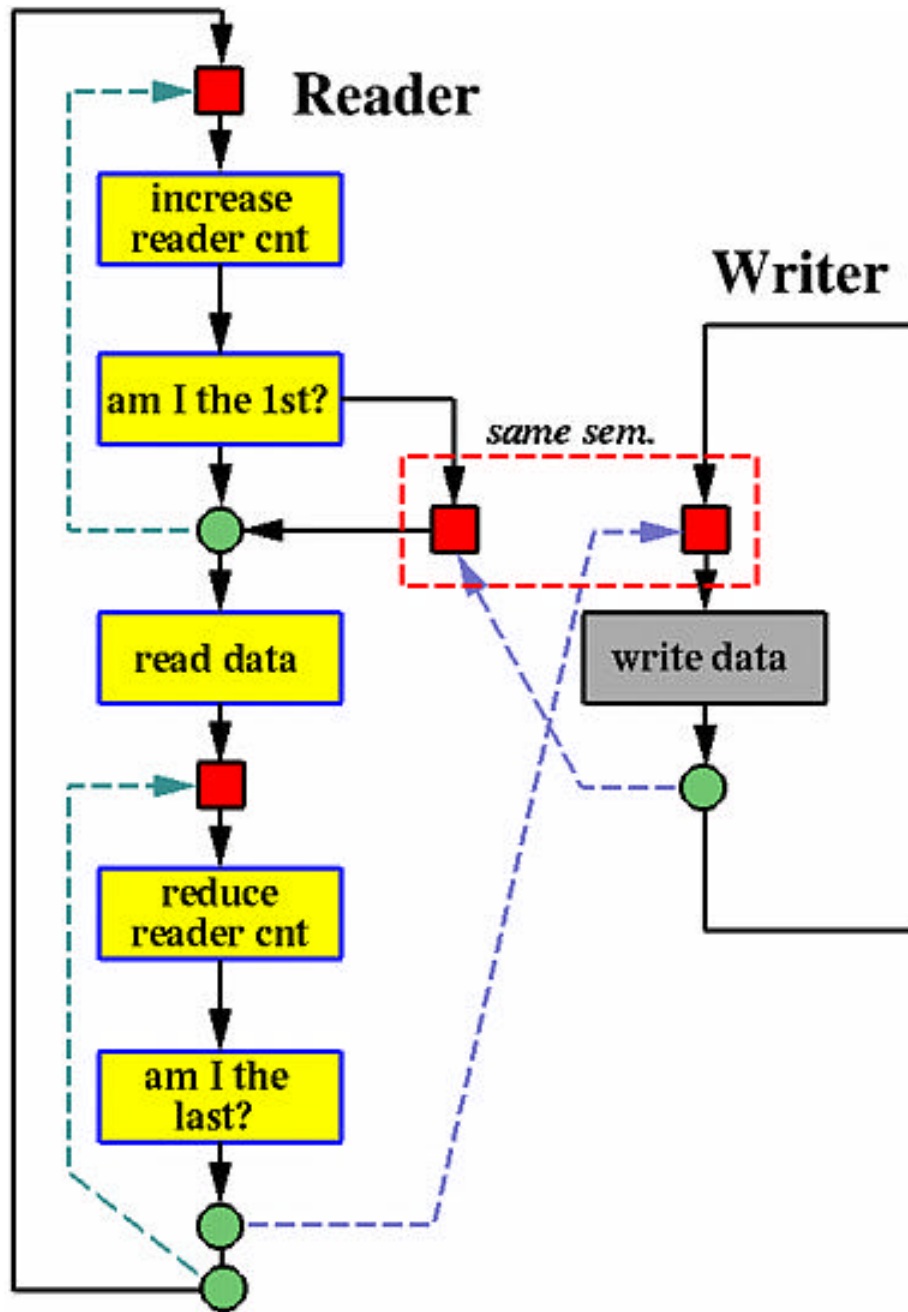 Reader
increase
reader cnt
Writer
am I the 1st?
same sem.
read data
write data
reduce
reader cnt
am I the
last?